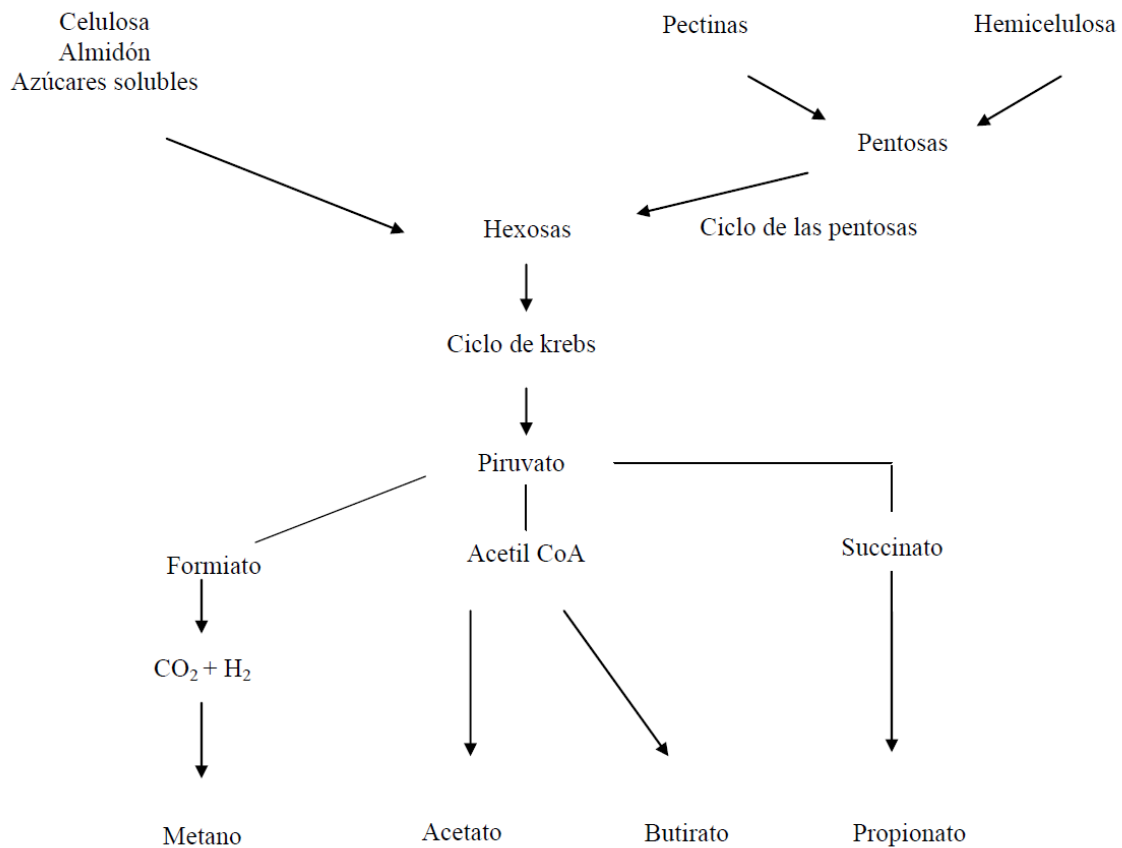 Celulosa
Almidón
Azúcares solubles
Pectinas
Hemicelulosa
Pentosas
Hexosas
Ciclo de las pentosas
Ciclo de krebs
Piruvato
Formiato
Acetil CoA
Succinato
CO₂ + H₂
Metano
Acetato
Butirato
Propionato